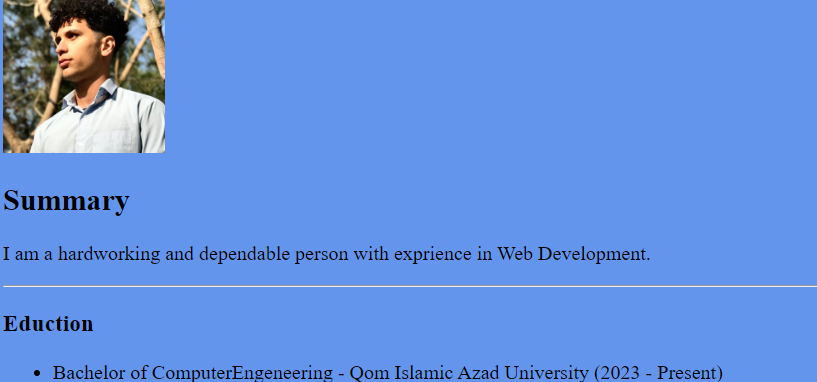 Summary
I am a hardworking and dependable person with exprience in Web Development.
Eduction
Bachelor of ComputerEngeneering - Qom Islamic Azad University (2023 - Present)